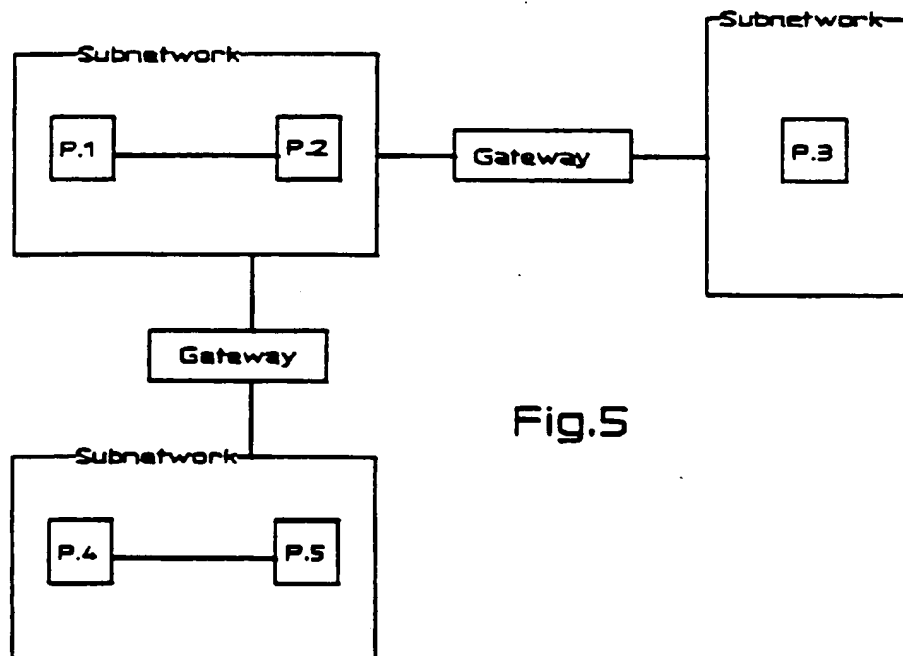 Subnetwork
Subnetwork
P.1
P.2
Gateway
P.3
Gateway
Fig.5
Subnetwork
P.4
P.5